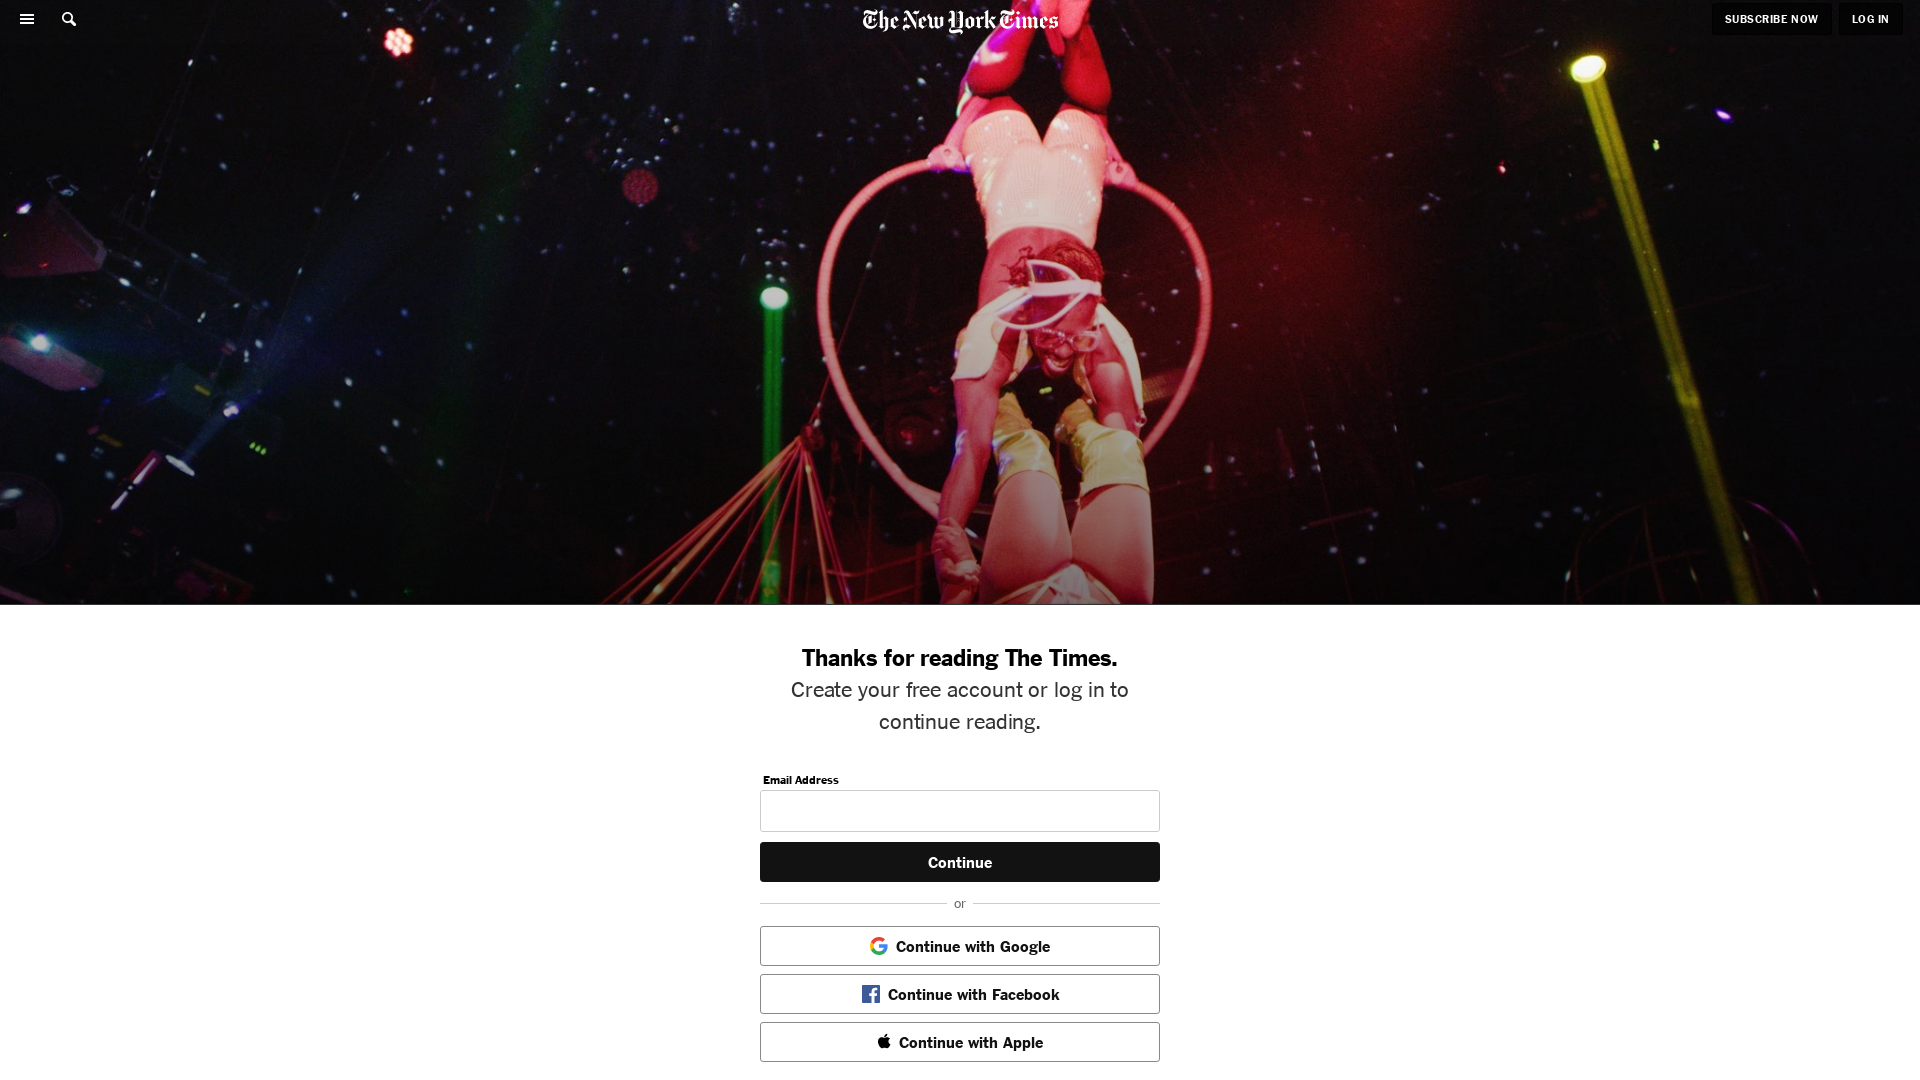 The New York Times
SUBSCRIBE NOW
LOG IN
Thanks for reading The Times.
Create your free account or log in to
continue reading.
Email Address
Continue
or
Continue with Google
Continue with Facebook
Continue with Apple